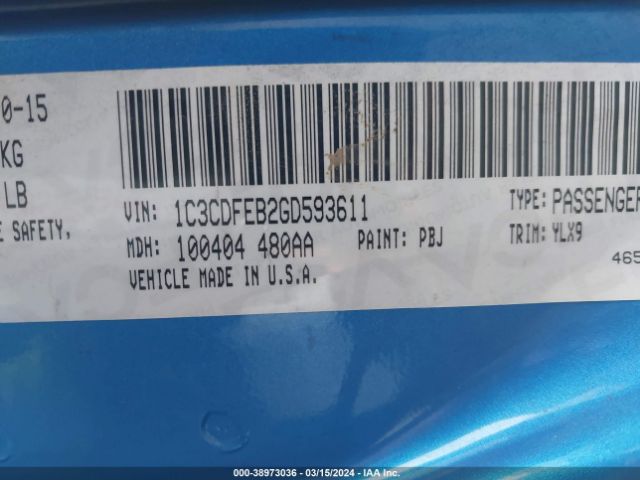 0-15
KG
LB
E SAFETY,
VIN: 1C3CDFEB2GD593611
TYPE: PASSENGER
MDH: 100404 480AA
PAINT: PBJ
TRIM: YLX9
VEHICLE MADE IN U.S.A.
465
000-38973036 — 03/15/2024 — IAA Inc.